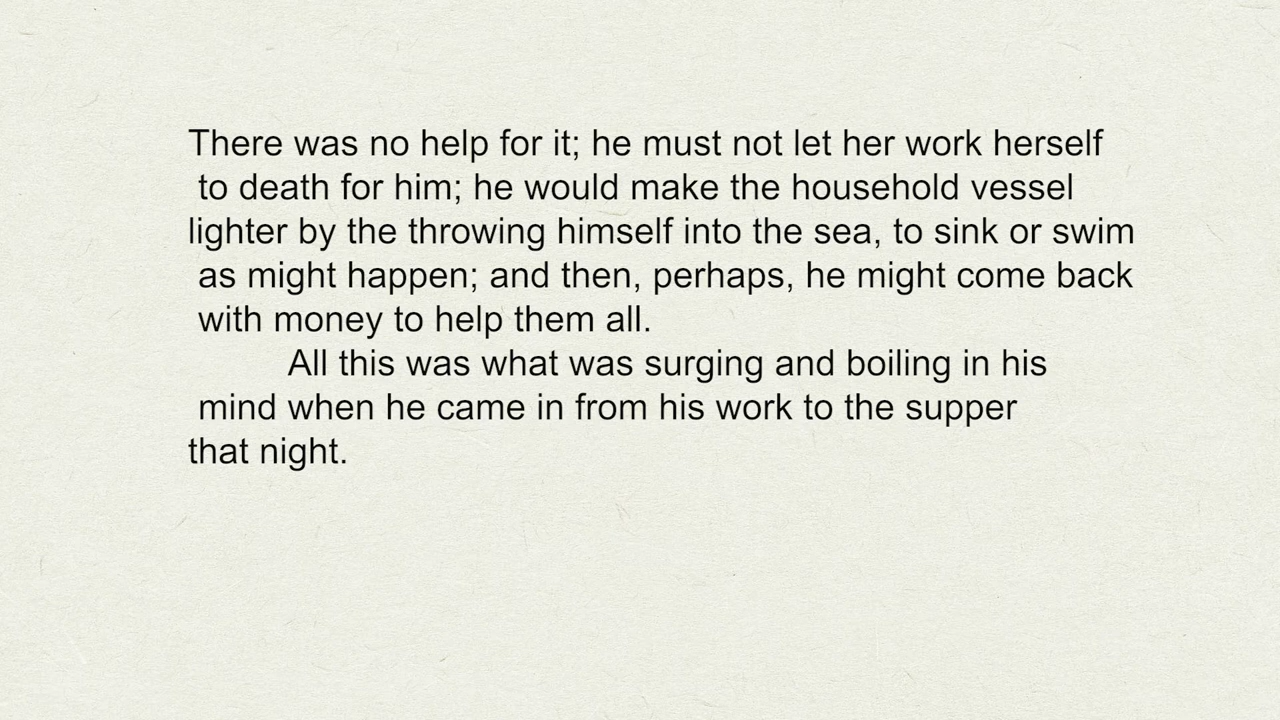 There was no help for it; he must not let her work herself
to death for him; he would make the household vessel
lighter by the throwing himself into the sea, to sink or swim
as might happen; and then, perhaps, he might come back
with money to help them all.
All this was what was surging and boiling in his
mind when he came in from his work to the supper
that night.